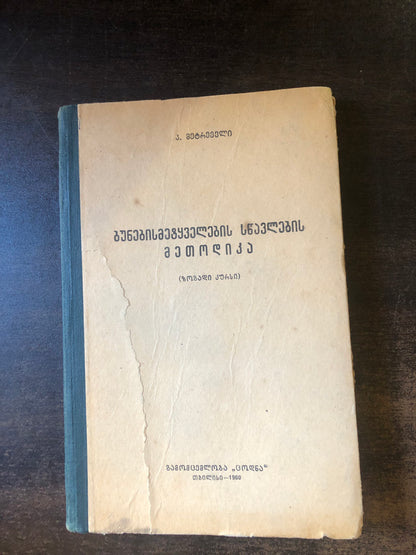 ა. მეტრეველი
ბუნებისმეტყველების სწავლების
მეთოდიკა
(ზოგადი კურსი)
გამომცემლობა „ცოდნა“
თბილისი—1960